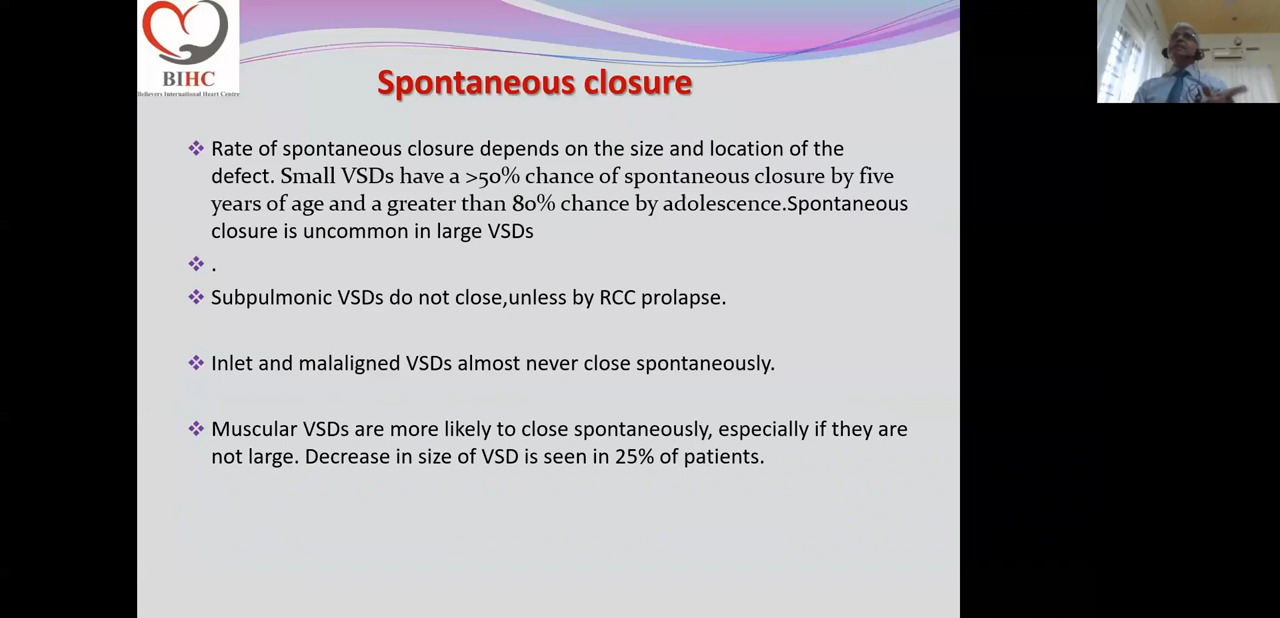 BIHC
Believers International Heart Centre
Spontaneous closure
❖ Rate of spontaneous closure depends on the size and location of the
defect. Small VSDs have a >50% chance of spontaneous closure by five
years of age and a greater than 80% chance by adolescence.Spontaneous
closure is uncommon in large VSDs
❖ .
❖ Subpulmonic VSDs do not close,unless by RCC prolapse.
❖ Inlet and malaligned VSDs almost never close spontaneously.
❖ Muscular VSDs are more likely to close spontaneously, especially if they are
not large. Decrease in size of VSD is seen in 25% of patients.